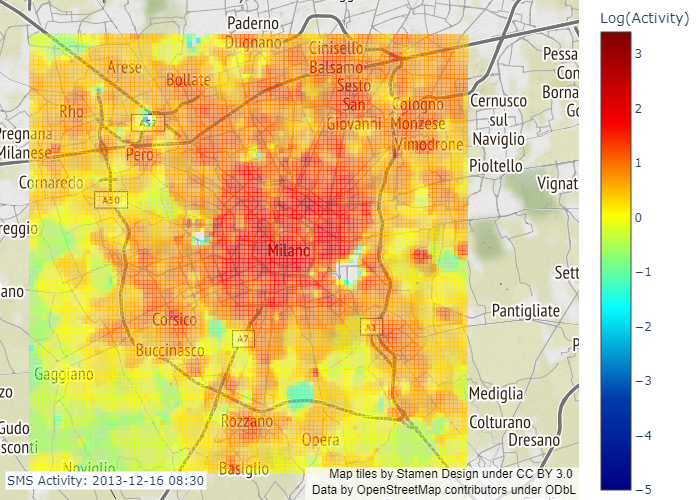 Log(Activity)
3
2
1
0
−1
−2
−3
−4
−5
Paderno
Dugnano
Cinisello
Balsamo
Arese
Bollate
Sesto
San
Giovanni
Cologno
Monzese
Rho
A52
Pero
Vimodrone
Pregnana
Milanese
Cornaredo
A50
Cernusco
sul
Naviglio
Pioltello
Pessa
Con
Borna
Go
Vignat
reggio
Milano
Sett
ano
Pantigliate
Corsico
A7
A1
Buccinasco
P
Gaggiano
zo
Mediglia
Gudo
sconti
Rozzano
Colturano
Dresano
Opera
Noviglio
Basiglio
SMS Activity: 2013-12-16 08:30
Map tiles by Stamen Design under CC BY 3.0
Data by OpenStreetMap contributors under ODbL